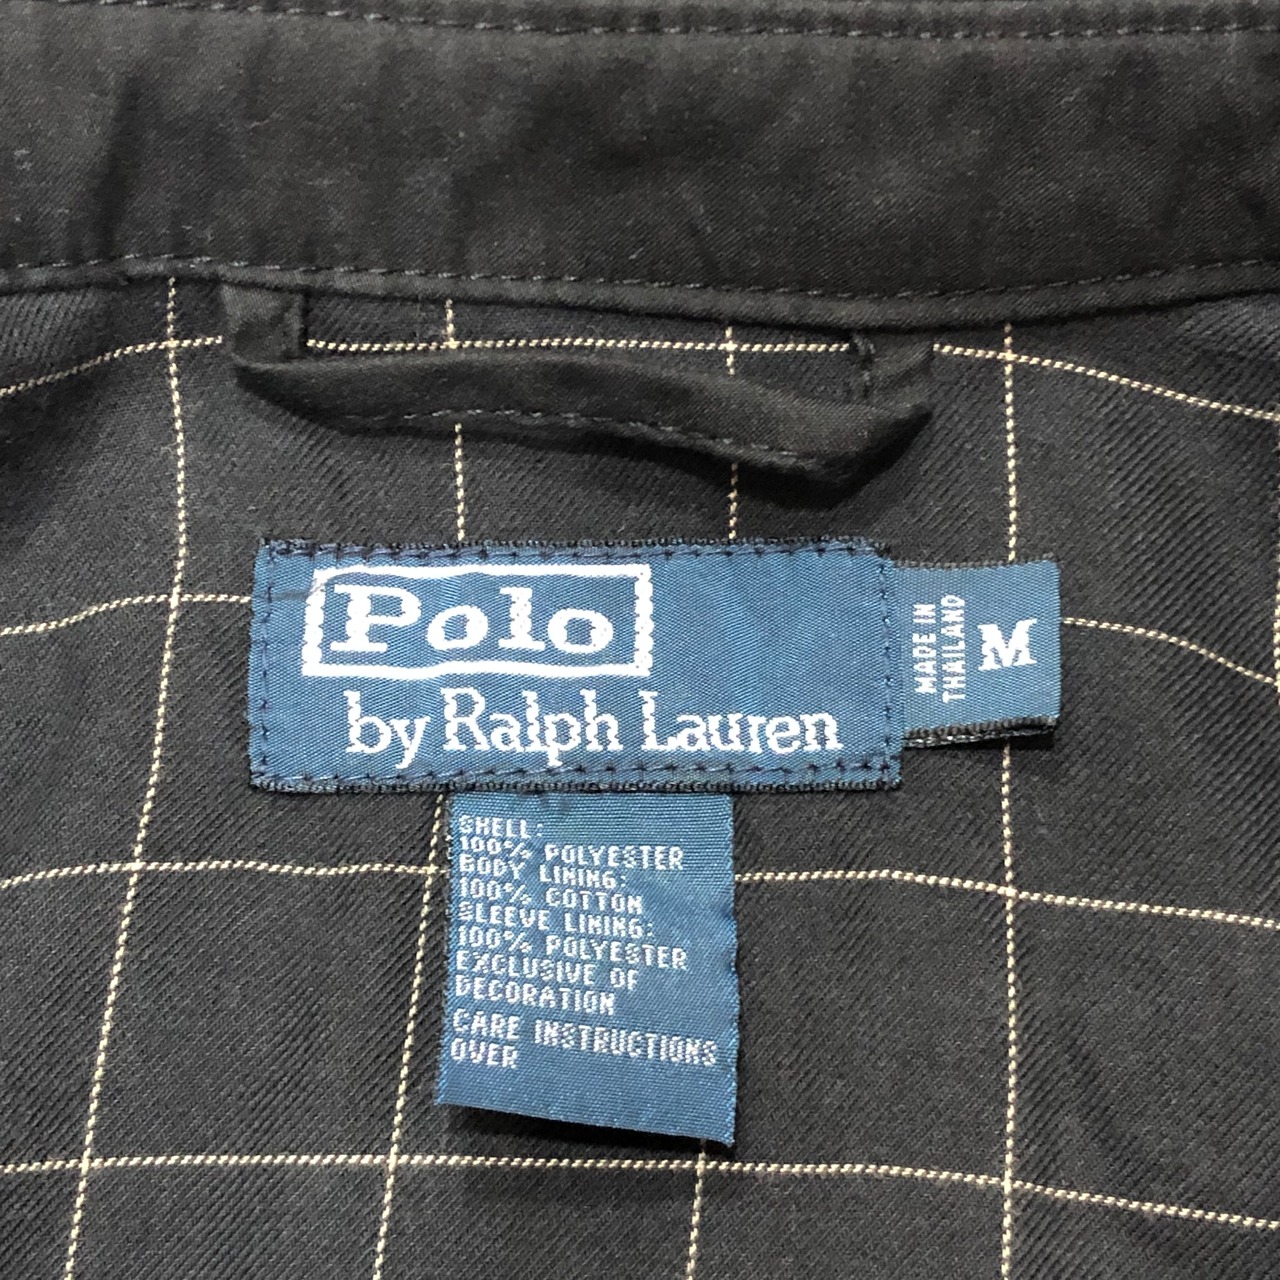 Polo
by Ralph Lauren
MADE IN
THAILAND
M
SHELL:
100% POLYESTER
BODY LINING:
100% COTTON
SLEEVE LINING:
100% POLYESTER
EXCLUSIVE OF
DECORATION
CARE INSTRUCTIONS
OVER